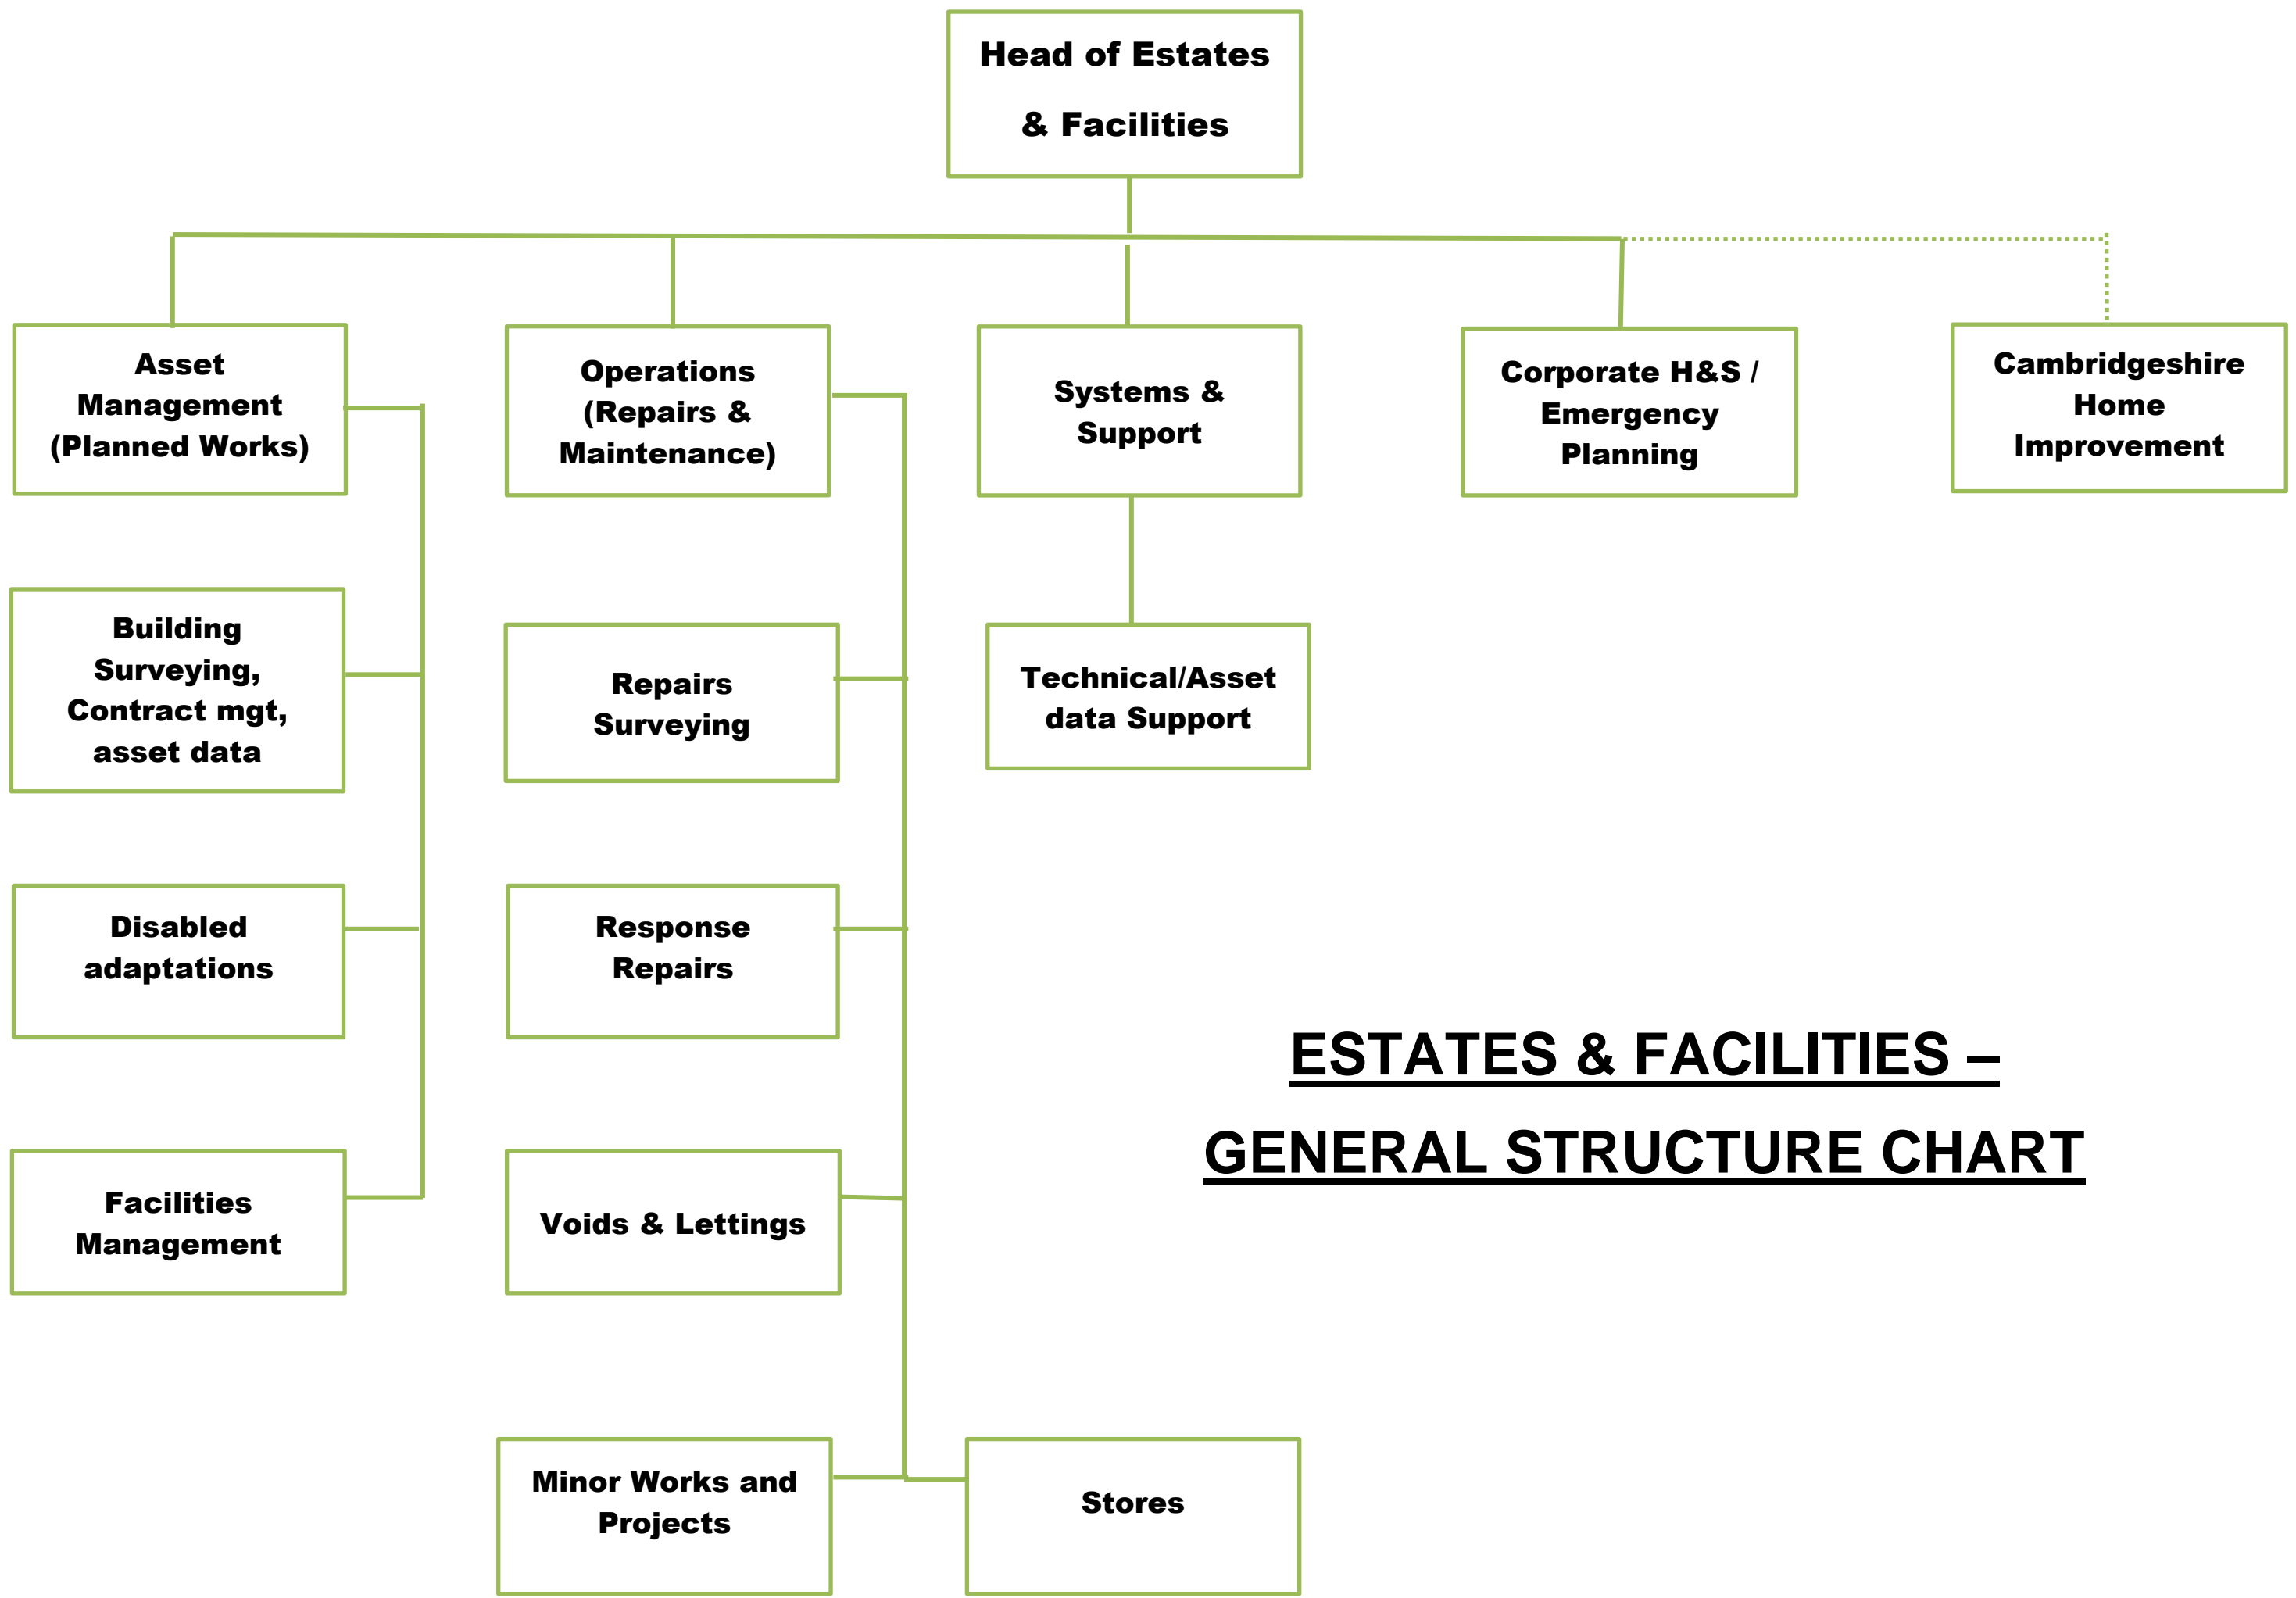 Head of Estates
& Facilities
Asset
Management
(Planned Works)
Operations
(Repairs &
Maintenance)
Systems &
Support
Corporate H&S /
Emergency
Planning
Cambridgeshire
Home
Improvement
Building
Surveying,
Contract mgt,
asset data
Repairs
Surveying
Technical/Asset
data Support
Disabled
adaptations
Response
Repairs
ESTATES & FACILITIES –
GENERAL STRUCTURE CHART
Facilities
Management
Voids & Lettings
Minor Works and
Projects
Stores